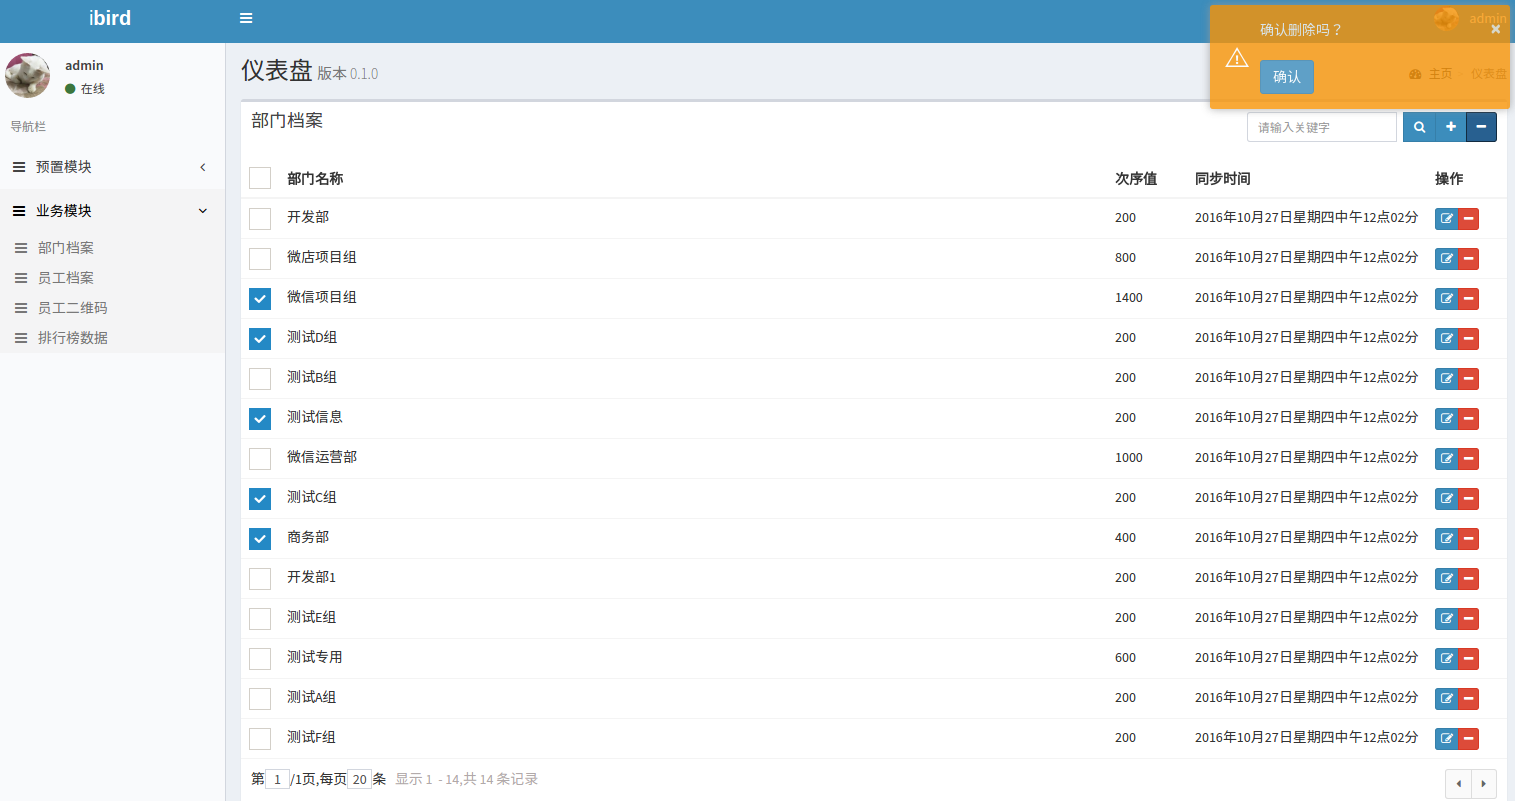 ibird
admin
确认删除吗？
×
确认
主页
仪表盘
admin
在线
导航栏
预置模块
业务模块
部门档案
员工档案
员工二维码
排行榜数据
仪表盘 版本 0.1.0
部门档案
请输入关键字
部门名称 次序值 同步时间 操作
开发部 200 2016年10月27日星期四中午12点02分
微店项目组 800 2016年10月27日星期四中午12点02分
微信项目组 1400 2016年10月27日星期四中午12点02分
测试D组 200 2016年10月27日星期四中午12点02分
测试B组 200 2016年10月27日星期四中午12点02分
测试信息 200 2016年10月27日星期四中午12点02分
微信运营部 1000 2016年10月27日星期四中午12点02分
测试C组 200 2016年10月27日星期四中午12点02分
商务部 400 2016年10月27日星期四中午12点02分
开发部1 200 2016年10月27日星期四中午12点02分
测试E组 200 2016年10月27日星期四中午12点02分
测试专用 600 2016年10月27日星期四中午12点02分
测试A组 200 2016年10月27日星期四中午12点02分
测试F组 200 2016年10月27日星期四中午12点02分
第 1 /1页,每页 20 条 显示 1 - 14,共 14 条记录